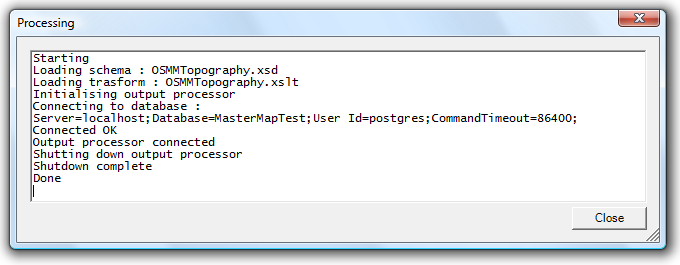 Processing
Starting
Loading schema : OSMMTopography.xsd
Loading trasform : OSMMTopography.xslt
Initialising output processor
Connecting to database :
Server=localhost;Database=MasterMapTest;User Id=postgres;CommandTimeout=86400;
Connected OK
Output processor connected
Shutting down output processor
Shutdown complete
Done
Close